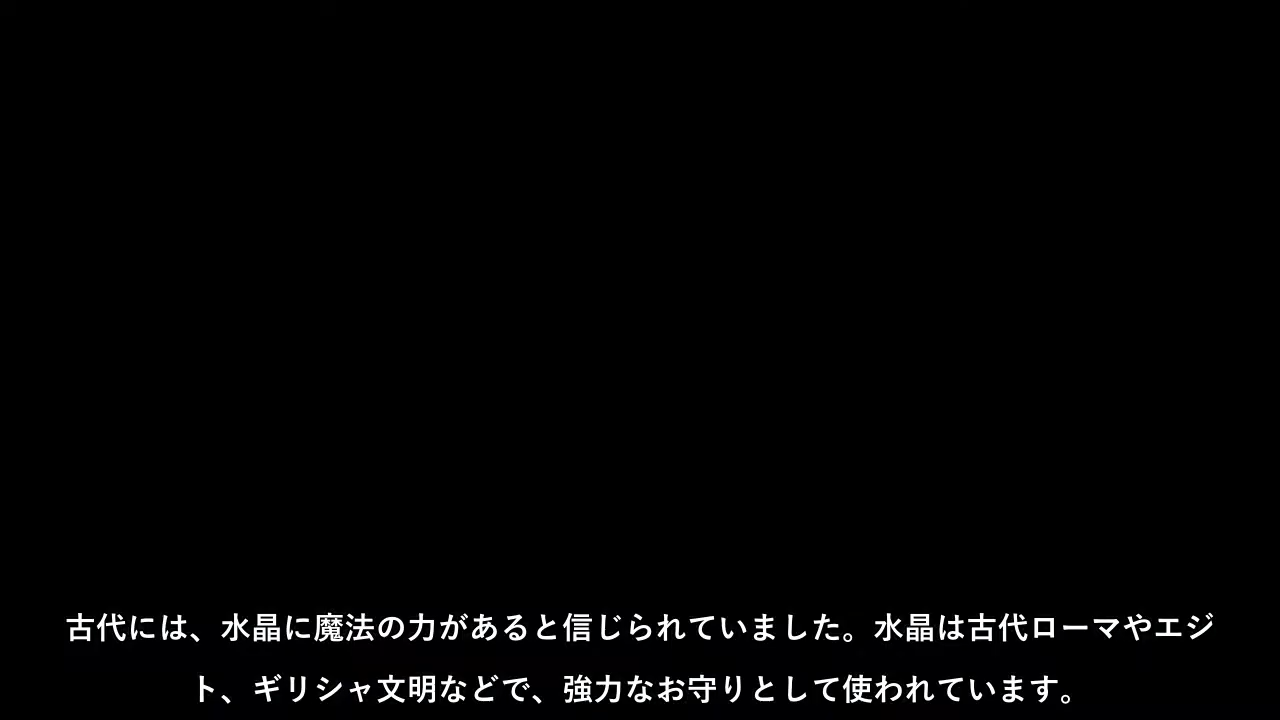 古代には、水晶に魔法の力があると信じられていました。水晶は古代ローマやエジ
ト、ギリシャ文明などで、強力なお守りとして使われています。